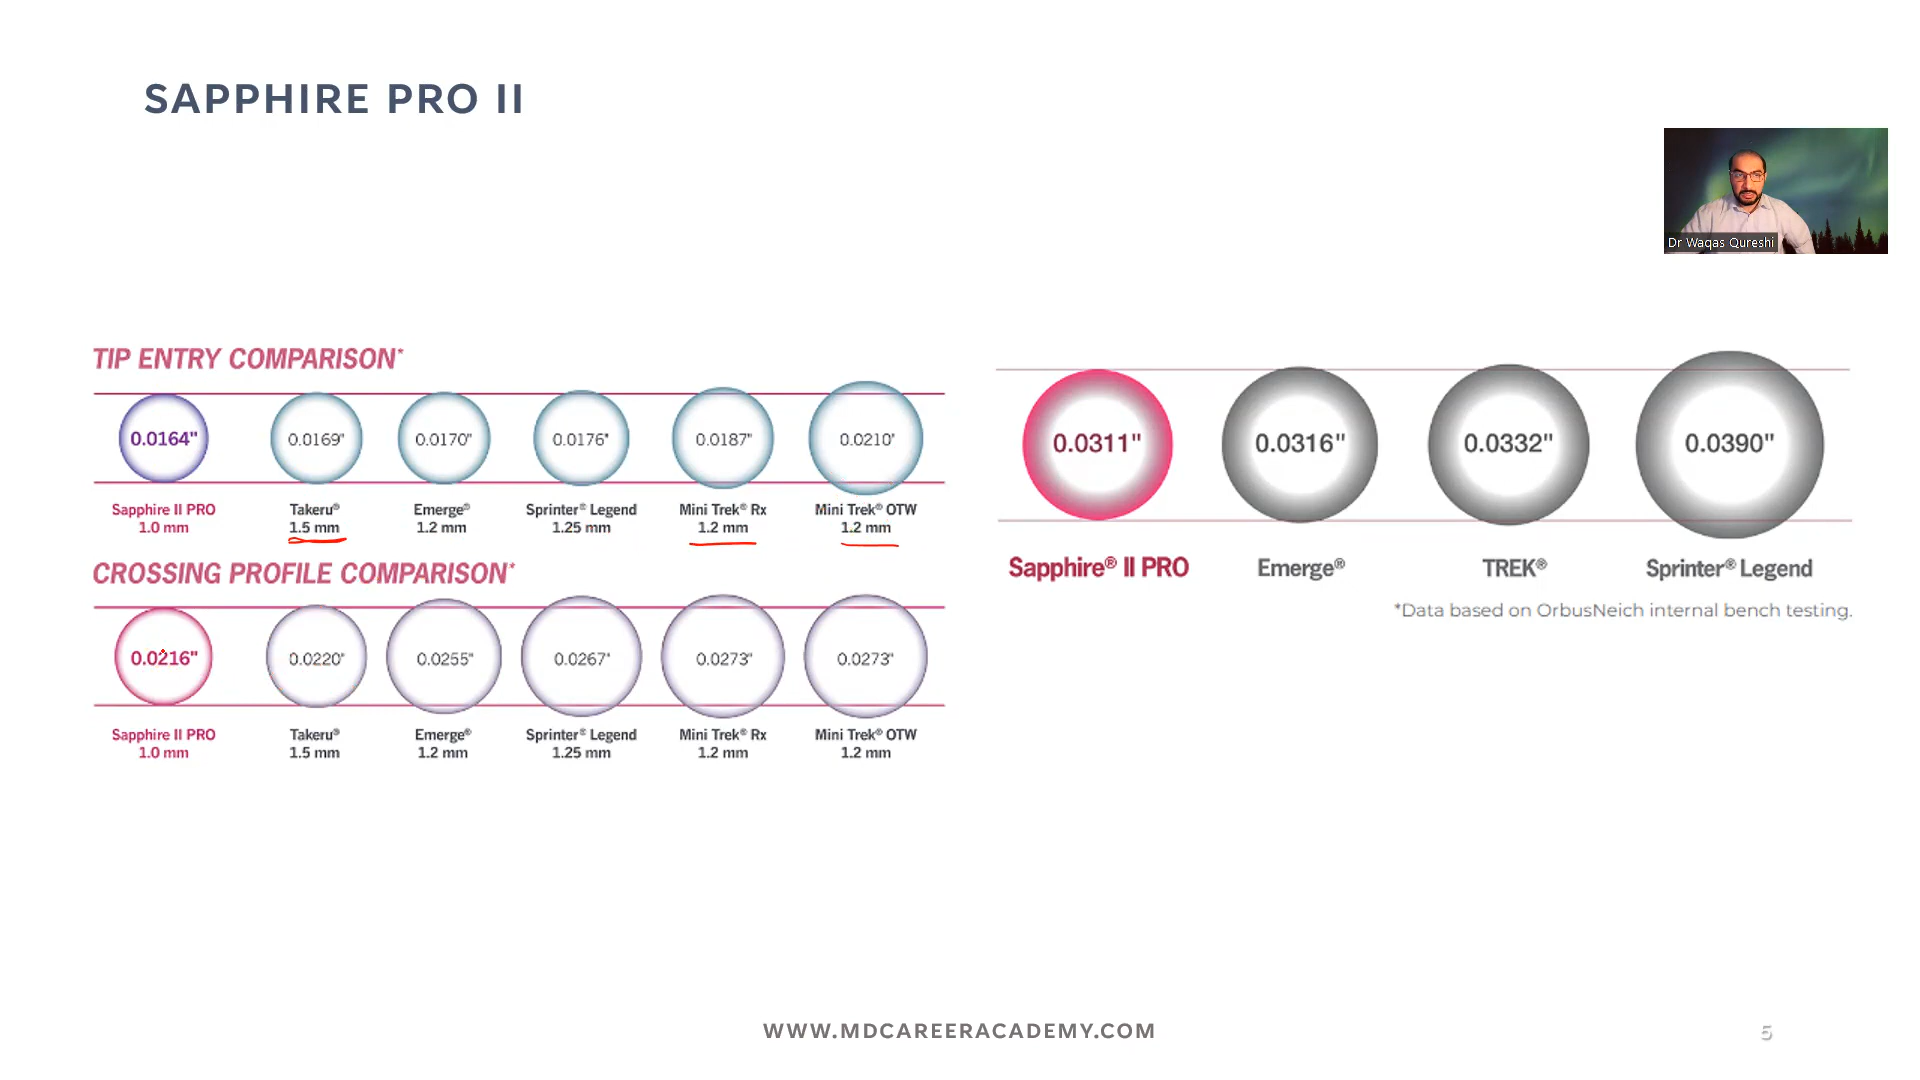 SAPPHIRE PRO II
Dr Waqas Qureshi
TIP ENTRY COMPARISON*
0.0164" 0.0169" 0.0170" 0.0176" 0.0187" 0.0210"
Sapphire II PRO Takeru® Emerge® Sprinter® Legend Mini Trek® Rx Mini Trek® OTW
1.0 mm 1.5 mm 1.2 mm 1.25 mm 1.2 mm 1.2 mm
CROSSING PROFILE COMPARISON*
0.0216" 0.0220" 0.0255" 0.0267" 0.0273" 0.0273"
Sapphire II PRO Takeru® Emerge® Sprinter® Legend Mini Trek® Rx Mini Trek® OTW
1.0 mm 1.5 mm 1.2 mm 1.25 mm 1.2 mm 1.2 mm
0.0311" 0.0316" 0.0332" 0.0390"
Sapphire® II PRO Emerge® TREK® Sprinter® Legend
*Data based on OrbusNeich internal bench testing.
WWW.MDCAREERACADEMY.COM
5